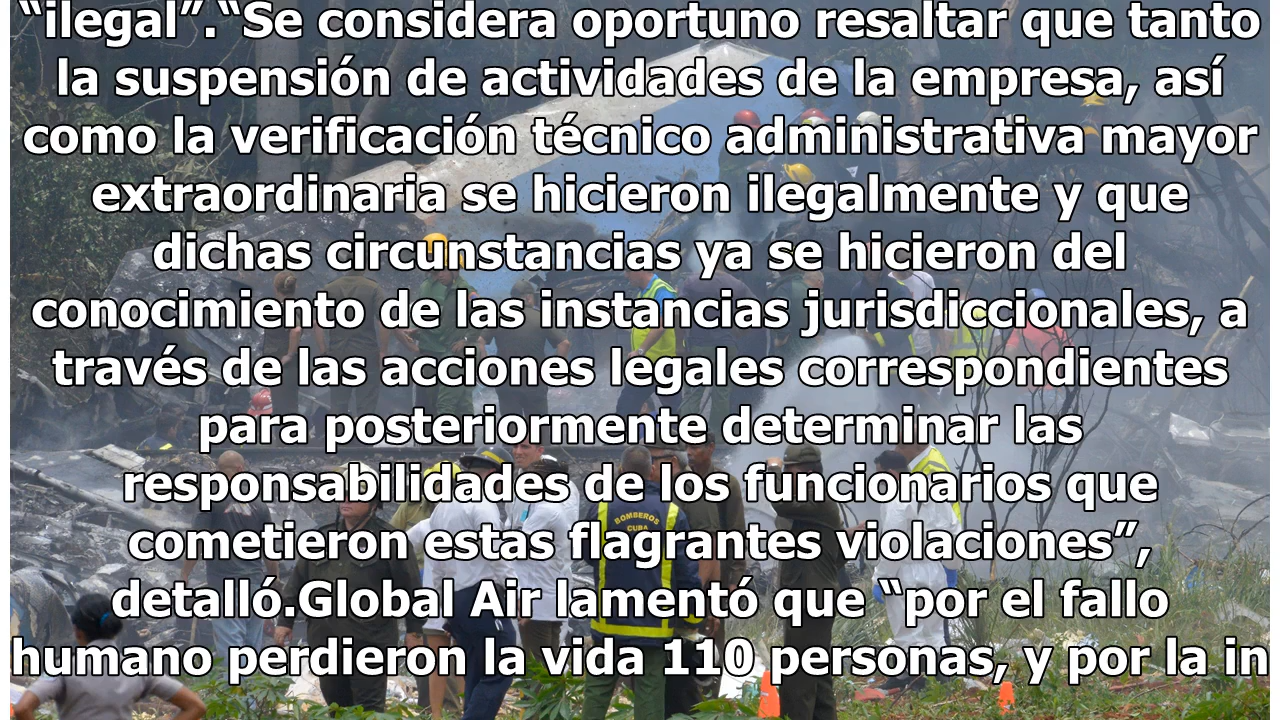 “ilegal”.“Se considera oportuno resaltar que tanto
la suspensión de actividades de la empresa, así
como la verificación técnico administrativa mayor
extraordinaria se hicieron ilegalmente y que
dichas circunstancias ya se hicieron del
conocimiento de las instancias jurisdiccionales, a
través de las acciones legales correspondientes
para posteriormente determinar las
responsabilidades de los funcionarios que
cometieron estas flagrantes violaciones”,
detalló.Global Air lamentó que “por el fallo
humano perdieron la vida 110 personas, y por la in
BOMBEROS
CUBA